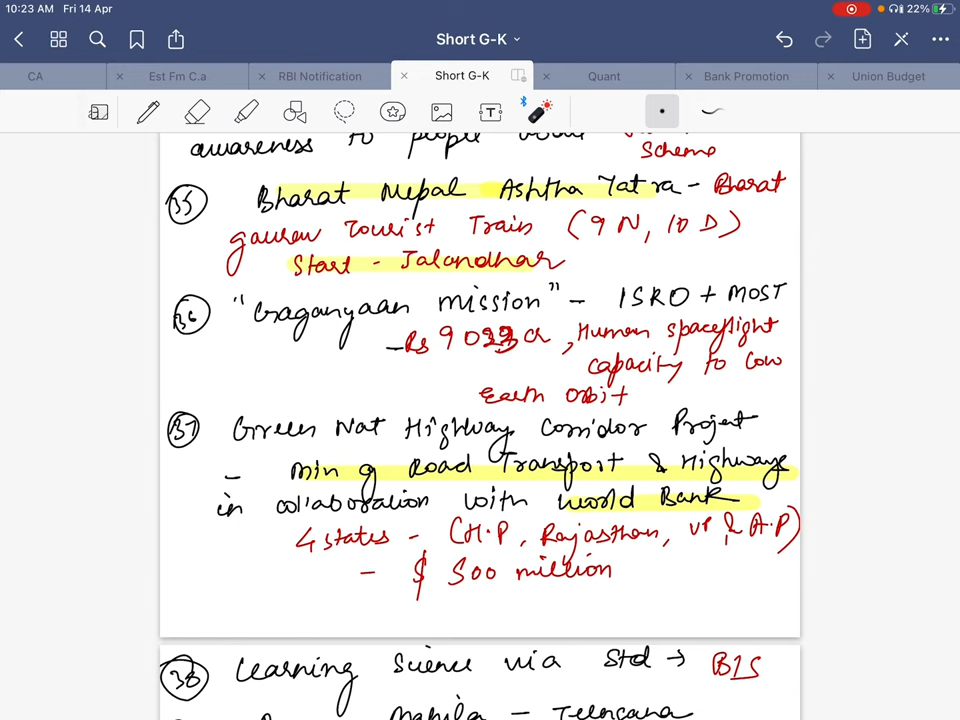 10:23 AM Fri 14 Apr
22%
Short G-K
CA
Est Fm C.a
RBI Notification
Short G-K
Quant
Bank Promotion
Union Budget
awareness to people about
Scheme
35 Bharat Nepal Ashtha Yatra - Bharat
gaurav Tourist Train (9 N, 10 D)
Start - Jalandhar
36 "Gaganyaan mission" - ISRO + MOST
- Rs 9023 cr, Human spaceflight
capacity to low
Earth orbit
37 Green Nat Highway Corridor Projet
- Min of Road Transport & Highways
in collaboration with world Bank
4 states - (H.P, Rajasthan, UP & A.P)
- $ 500 million
38 Learning Science via Std → BIS
Mahila - Telangana